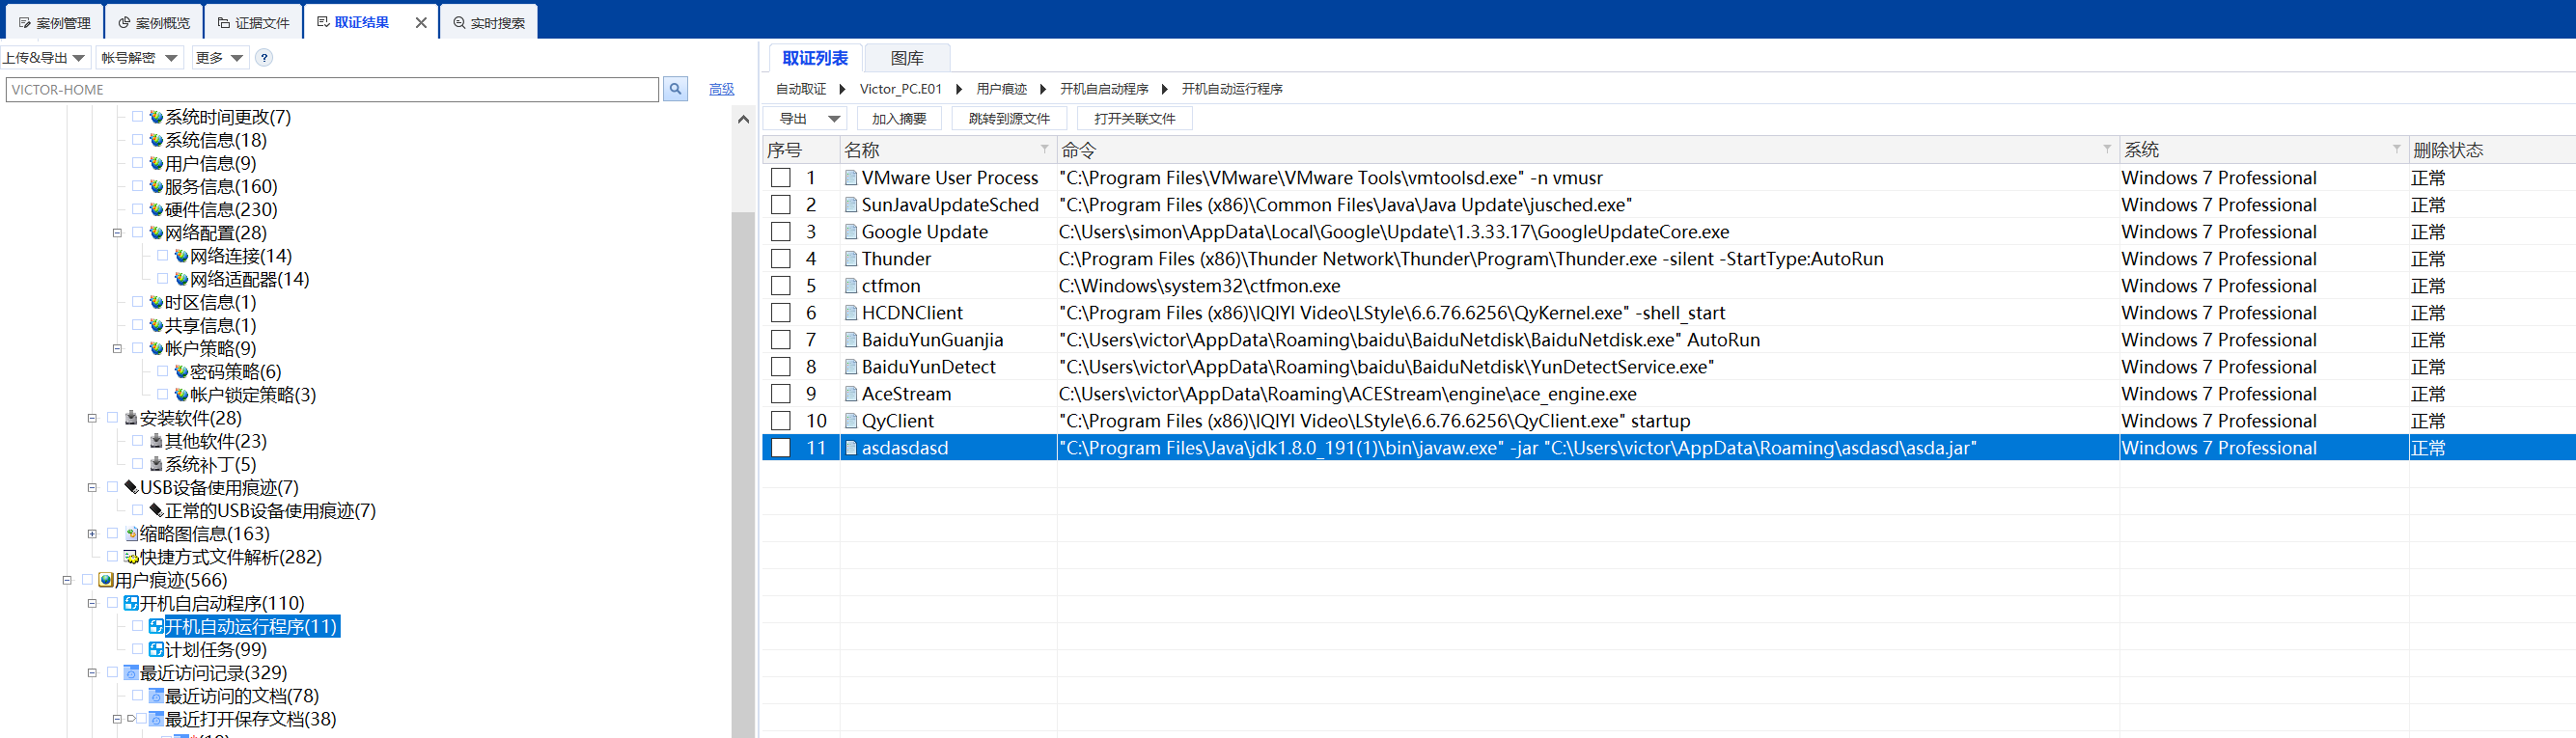 案例管理 案例概览 证据文件 取证结果 实时搜索
上传&导出 帐号解密 更多 ?
VICTOR-HOME 高级
系统时间更改(7)
系统信息(18)
用户信息(9)
服务信息(160)
硬件信息(230)
网络配置(28)
网络连接(14)
网络适配器(14)
时区信息(1)
共享信息(1)
帐户策略(9)
密码策略(6)
帐户锁定策略(3)
安装软件(28)
其他软件(23)
系统补丁(5)
USB设备使用痕迹(7)
正常的USB设备使用痕迹(7)
缩略图信息(163)
快捷方式文件解析(282)
用户痕迹(566)
开机自启动程序(110)
开机自动运行程序(11)
计划任务(99)
最近访问记录(329)
最近访问的文档(78)
最近打开保存文档(38)
取证列表 图库
自动取证 Victor_PC.E01 用户痕迹 开机自启动程序 开机自动运行程序
导出 加入摘要 跳转到源文件 打开关联文件
序号 名称 命令 系统 删除状态
1 VMware User Process "C:\Program Files\VMware\VMware Tools\vmtoolsd.exe" -n vmusr Windows 7 Professional 正常
2 SunJavaUpdateSched "C:\Program Files (x86)\Common Files\Java\Java Update\jusched.exe" Windows 7 Professional 正常
3 Google Update C:\Users\simon\AppData\Local\Google\Update\1.3.33.17\GoogleUpdateCore.exe Windows 7 Professional 正常
4 Thunder C:\Program Files (x86)\Thunder Network\Thunder\Program\Thunder.exe -silent -StartType:AutoRun Windows 7 Professional 正常
5 ctfmon C:\Windows\system32\ctfmon.exe Windows 7 Professional 正常
6 HCDNClient "C:\Program Files (x86)\IQIYI Video\LStyle\6.6.76.6256\QyKernel.exe" -shell_start Windows 7 Professional 正常
7 BaiduYunGuanjia "C:\Users\victor\AppData\Roaming\baidu\BaiduNetdisk\BaiduNetdisk.exe" AutoRun Windows 7 Professional 正常
8 BaiduYunDetect "C:\Users\victor\AppData\Roaming\baidu\BaiduNetdisk\YunDetectService.exe" Windows 7 Professional 正常
9 AceStream C:\Users\victor\AppData\Roaming\ACEStream\engine\ace_engine.exe Windows 7 Professional 正常
10 QyClient "C:\Program Files (x86)\IQIYI Video\LStyle\6.6.76.6256\QyClient.exe" startup Windows 7 Professional 正常
11 asdasdasd "C:\Program Files\Java\jdk1.8.0_191(1)\bin\javaw.exe" -jar "C:\Users\victor\AppData\Roaming\asdasd\asda.jar" Windows 7 Professional 正常